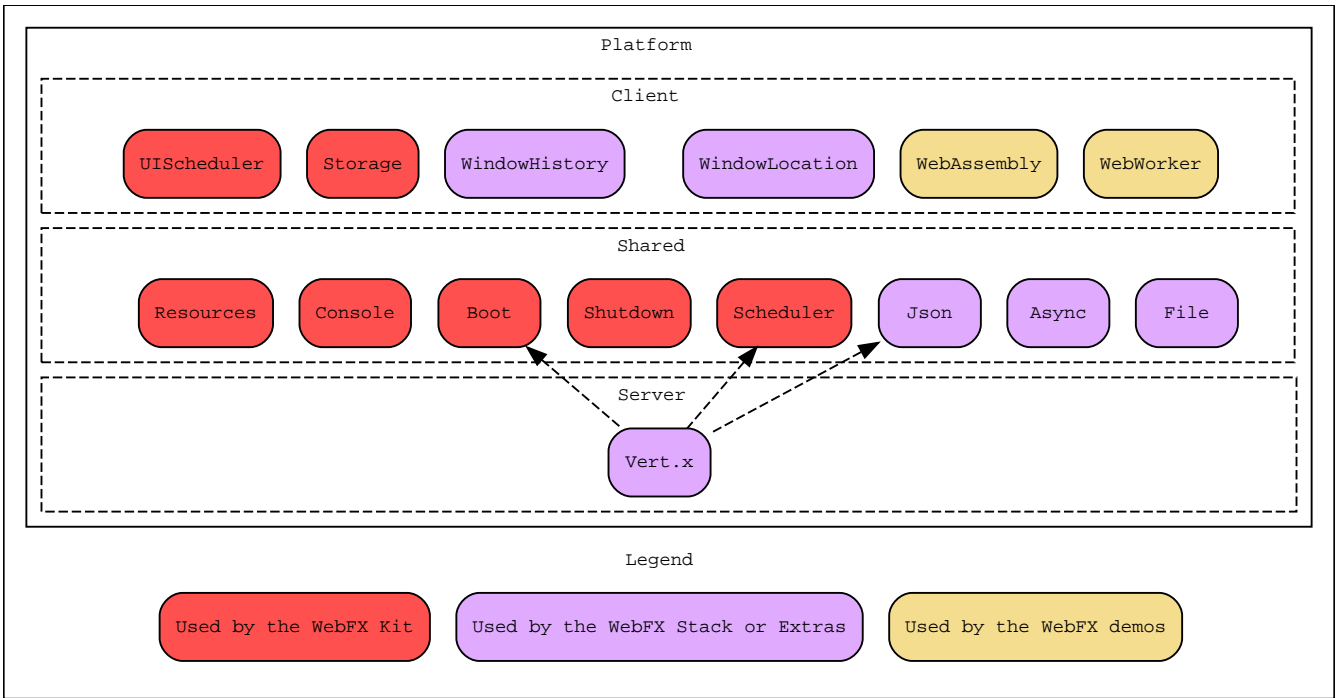 Platform
Client
UIScheduler Storage WindowHistory WindowLocation WebAssembly WebWorker
Shared
Resources Console Boot Shutdown Scheduler Json Async File
Server
Vert.x
Legend
Used by the WebFX Kit Used by the WebFX Stack or Extras Used by the WebFX demos